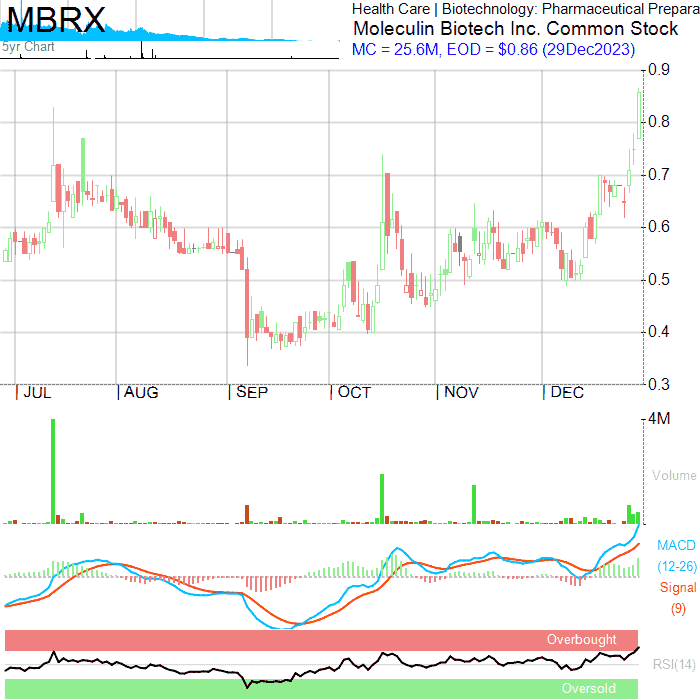 MBRX
5yr Chart
Health Care | Biotechnology: Pharmaceutical Prepara
Moleculin Biotech Inc. Common Stock
MC = 25.6M, EOD = $0.86 (29Dec2023)
0.9
0.8
0.7
0.6
0.5
0.4
0.3
JUL AUG SEP OCT NOV DEC
4M
Volume
MACD
(12-26)
Signal
(9)
Overbought
RSI(14)
Oversold